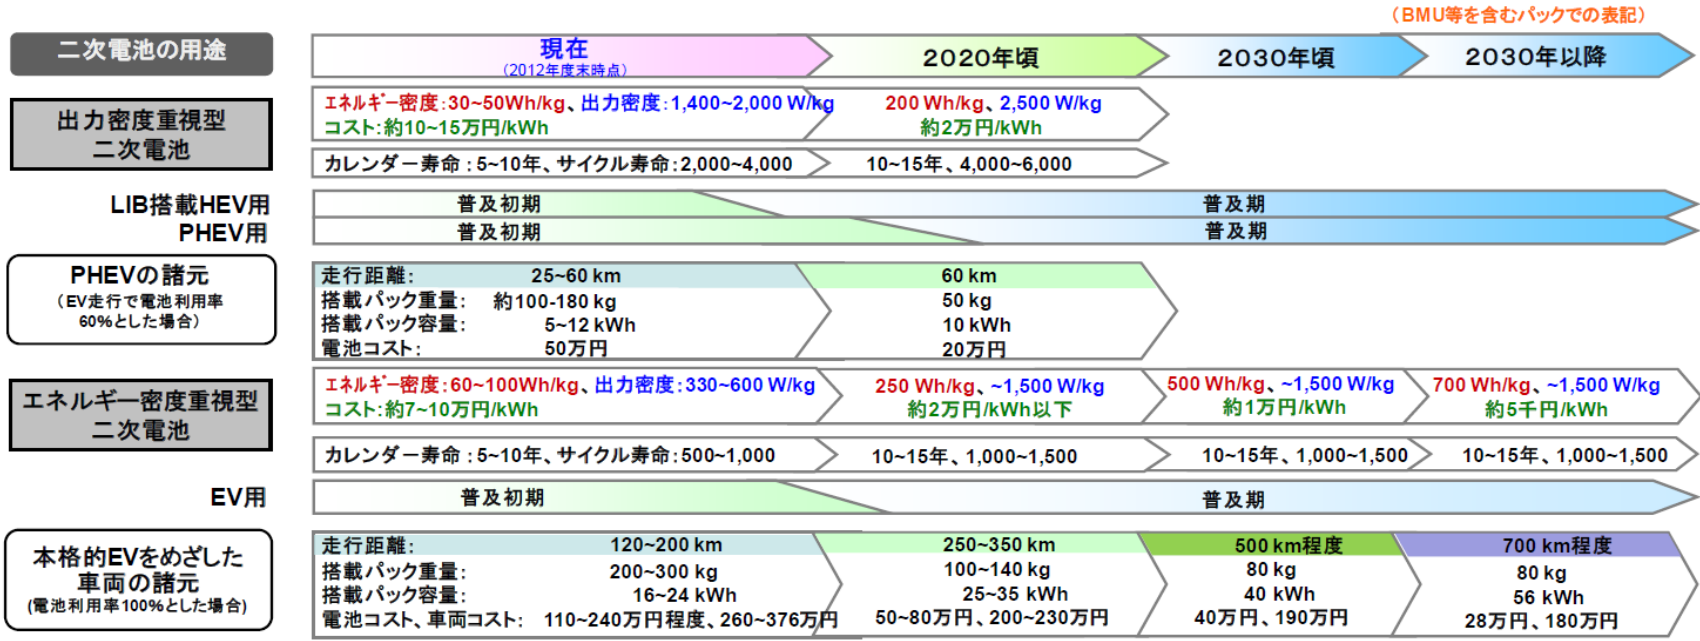 （BMU等を含むパックでの表記）
二次電池の用途
現在
（2012年度末時点）
2020年頃
2030年頃
2030年以降
出力密度重視型
二次電池
エネルギー密度：30~50Wh/kg、出力密度：1,400~2,000 W/kg
コスト：約10~15万円/kWh
200 Wh/kg、2,500 W/kg
約2万円/kWh
カレンダー寿命：5~10年、サイクル寿命：2,000~4,000
10~15年、4,000~6,000
LIB搭載HEV用
普及初期
普及期
PHEV用
普及初期
普及期
PHEVの諸元
（EV走行で電池利用率
60%とした場合）
走行距離： 25~60 km
60 km
搭載パック重量： 約100-180 kg
50 kg
搭載パック容量： 5~12 kWh
10 kWh
電池コスト： 50万円
20万円
エネルギー密度重視型
二次電池
エネルギー密度：60~100Wh/kg、出力密度：330~600 W/kg
コスト：約7~10万円/kWh
250 Wh/kg、~1,500 W/kg
約2万円/kWh以下
500 Wh/kg、~1,500 W/kg
約1万円/kWh
700 Wh/kg、~1,500 W/kg
約5千円/kWh
カレンダー寿命：5~10年、サイクル寿命：500~1,000
10~15年、1,000~1,500
10~15年、1,000~1,500
10~15年、1,000~1,500
EV用
普及初期
普及期
本格的EVをめざした
車両の諸元
（電池利用率100%とした場合）
走行距離： 120~200 km
250~350 km
500 km程度
700 km程度
搭載パック重量： 200~300 kg
100~140 kg
80 kg
80 kg
搭載パック容量： 16~24 kWh
25~35 kWh
40 kWh
56 kWh
電池コスト、車両コスト： 110~240万円程度、260~376万円
50~80万円、200~230万円
40万円、190万円
28万円、180万円